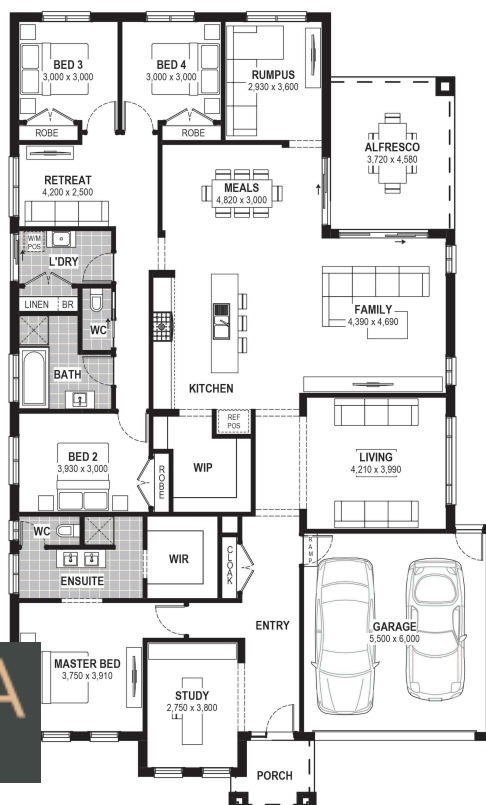 BED 3
3,000 x 3,000
BED 4
3,000 x 3,000
RUMPUS
2,930 x 3,600
ROBE
ROBE
ALFRESCO
3,720 x 4,580
RETREAT
4,200 x 2,500
MEALS
4,820 x 3,000
W/M
POS
L'DRY
LINEN
BR
WC
FAMILY
4,390 x 4,690
BATH
KITCHEN
REF
POS
BED 2
3,930 x 3,000
ROBE
WIP
LIVING
4,210 x 3,990
WC
ENSUITE
WIR
CLOAK
RAMP
ENTRY
GARAGE
5,500 x 6,000
MASTER BED
3,750 x 3,910
STUDY
2,750 x 3,800
A
PORCH